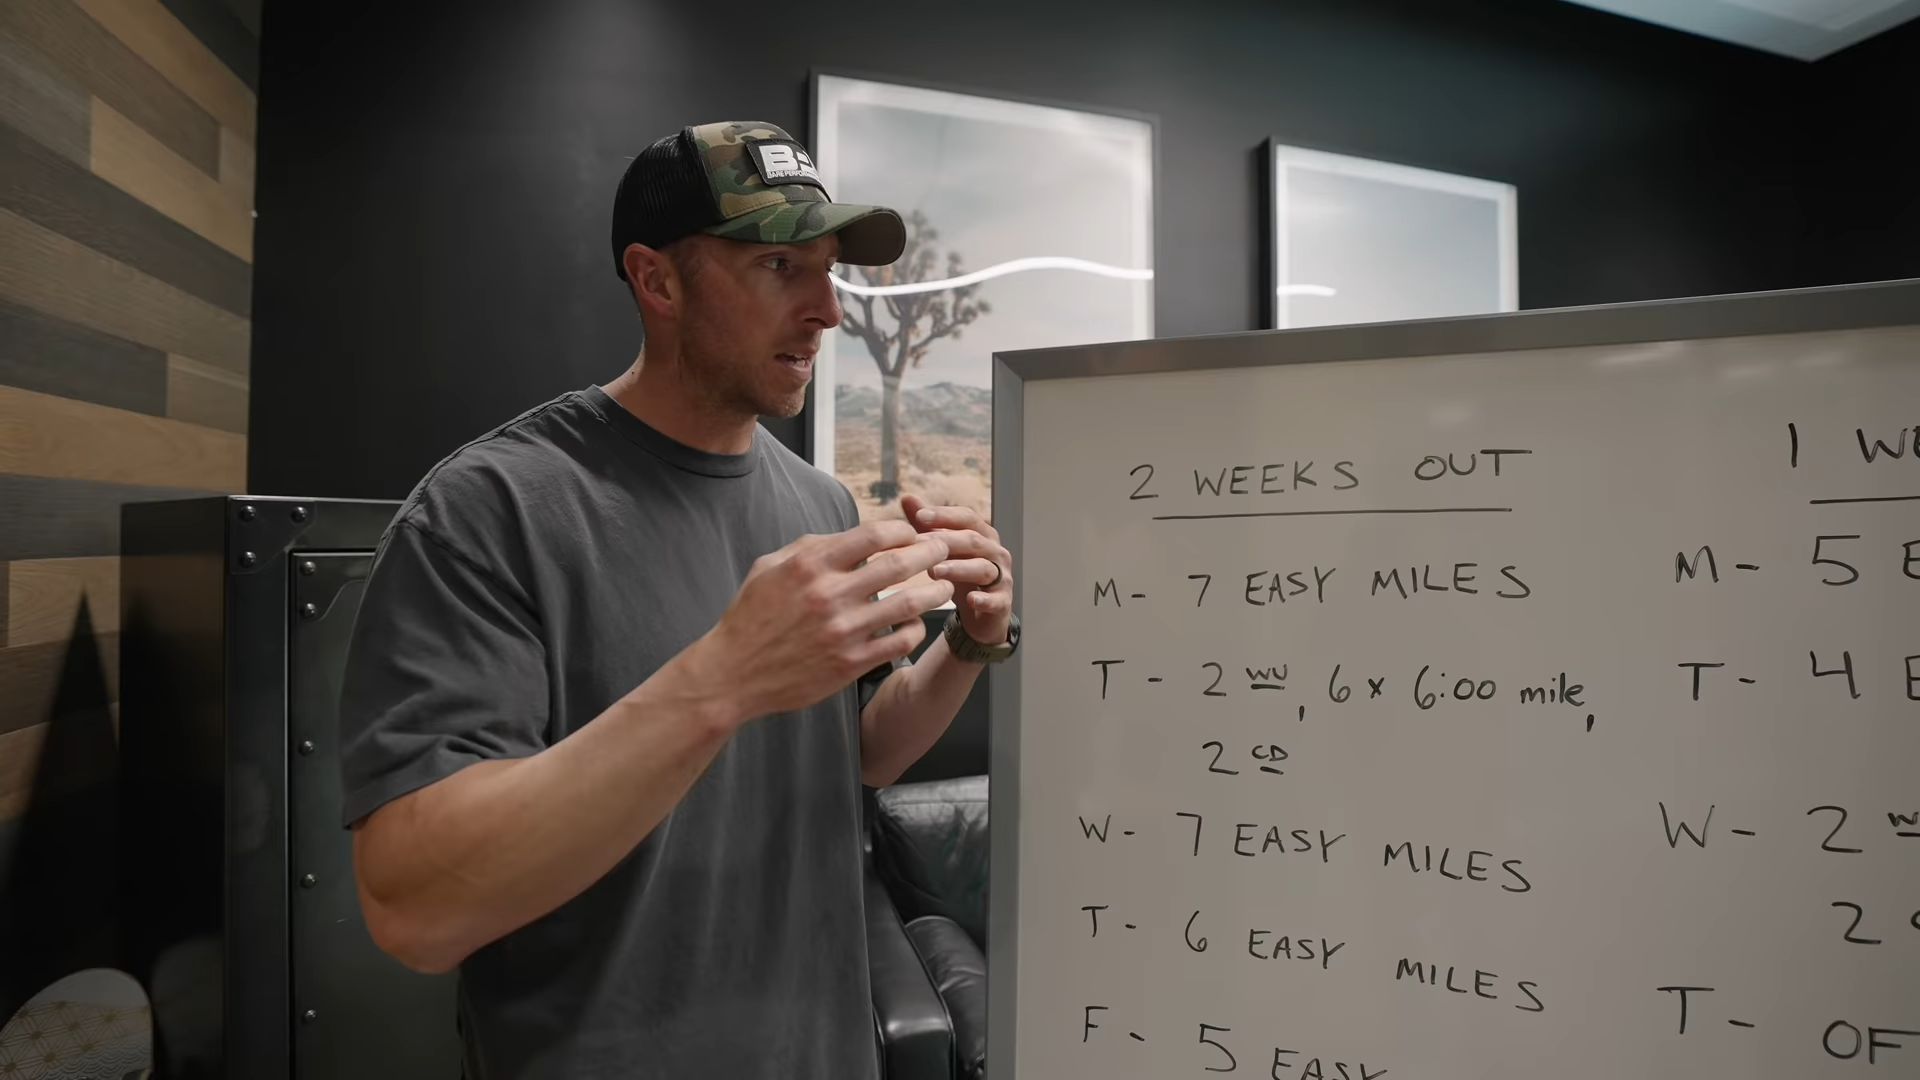 2 WEEKS OUT
M- 7 EASY MILES
T - 2 WU, 6 x 6:00 mile,
2 CD
W- 7 EASY MILES
T- 6 EASY MILES
F- 5 EASY
1
M- 5
T- 4
W- 2
2
T-